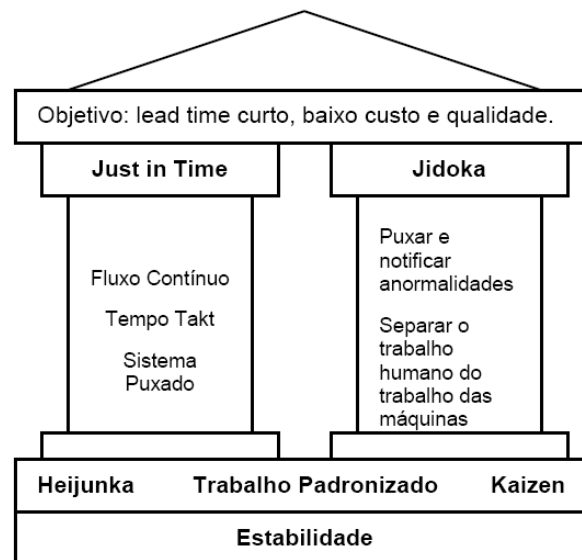 Objetivo: lead time curto, baixo custo e qualidade.
Just in Time
Jidoka
Fluxo Contínuo
Tempo Takt
Sistema
Puxado
Puxar e
notificar
anormalidades
Separar o
trabalho
humano do
trabalho das
máquinas
Heijunka Trabalho Padronizado Kaizen
Estabilidade